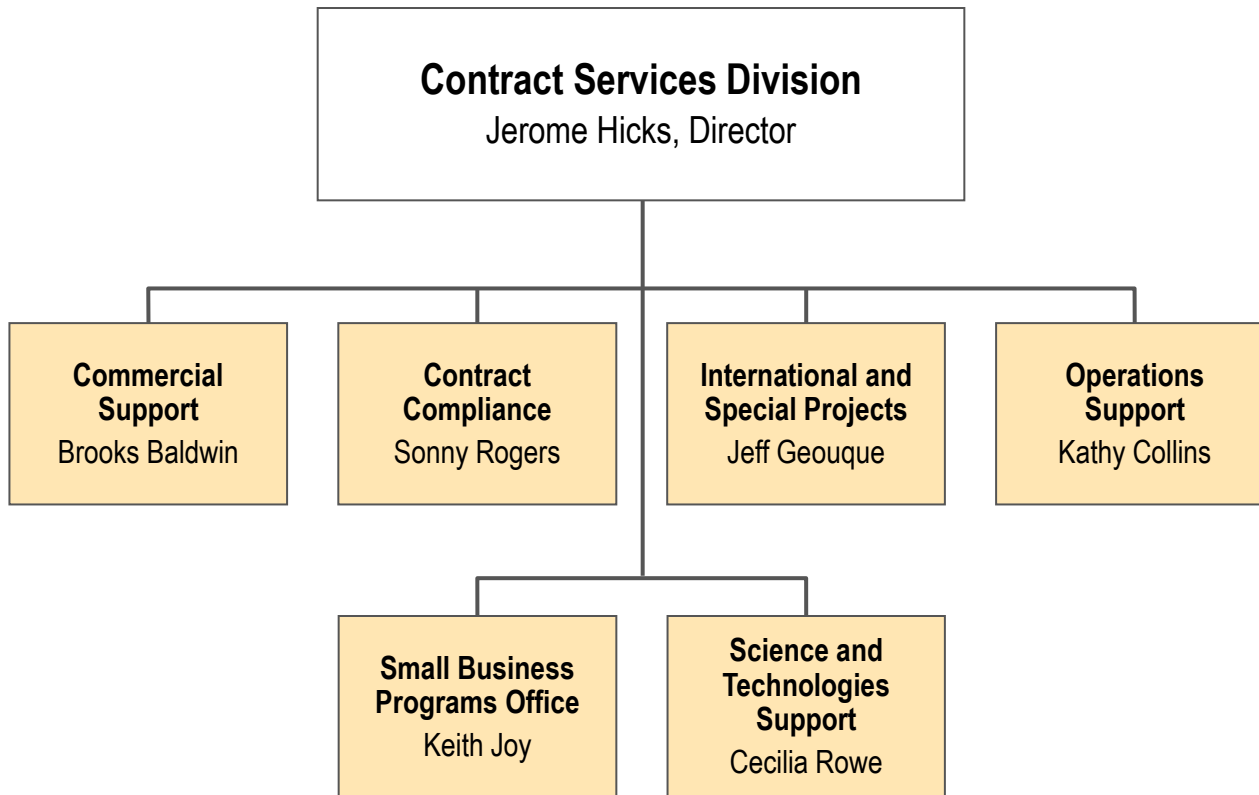 Contract Services Division
Jerome Hicks, Director
Commercial
Support
Brooks Baldwin
Contract
Compliance
Sonny Rogers
International and
Special Projects
Jeff Geouque
Operations
Support
Kathy Collins
Small Business
Programs Office
Keith Joy
Science and
Technologies
Support
Cecilia Rowe